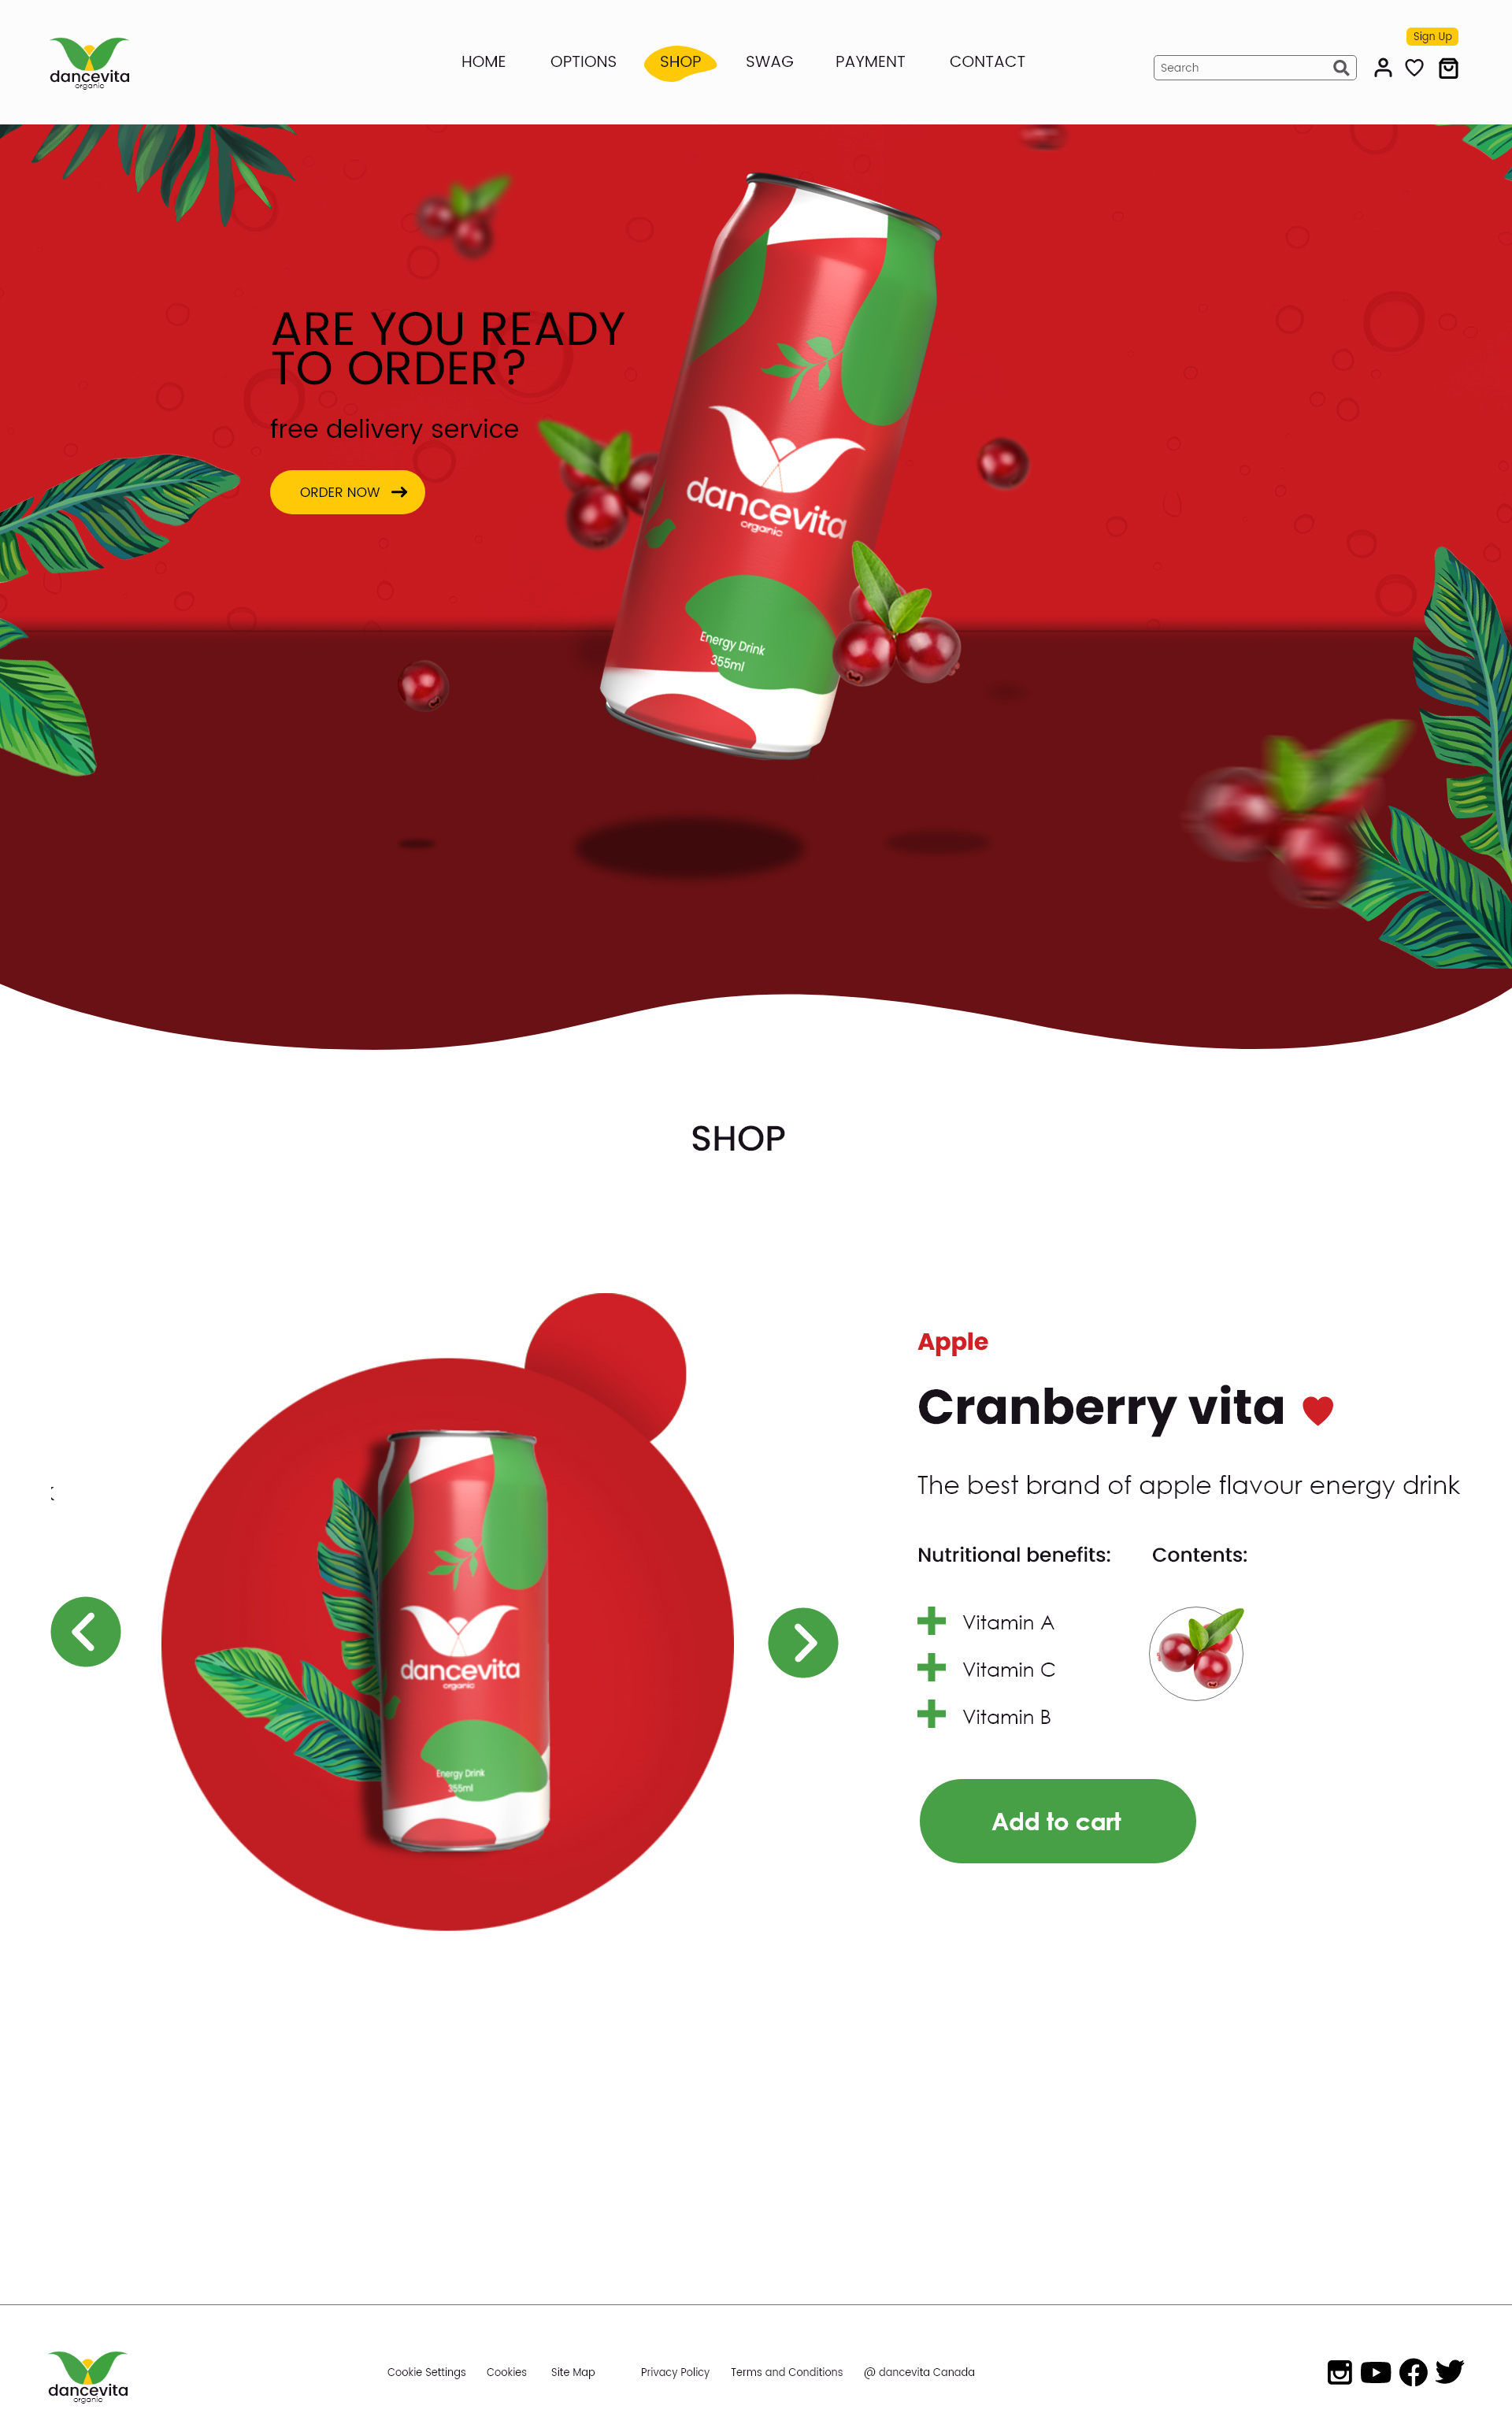 Sign Up
dancevita
organic
HOME OPTIONS SHOP SWAG PAYMENT CONTACT
Search
ARE YOU READY
TO ORDER?
free delivery service
ORDER NOW
dancevita
organic
Energy Drink
355ml
SHOP
Apple
Cranberry vita
The best brand of apple flavour energy drink
Nutritional benefits: Contents:
Vitamin A
Vitamin C
Vitamin B
Add to cart
dancevita
organic
Energy Drink
355ml
dancevita
organic
Cookie Settings Cookies Site Map Privacy Policy Terms and Conditions @ dancevita Canada